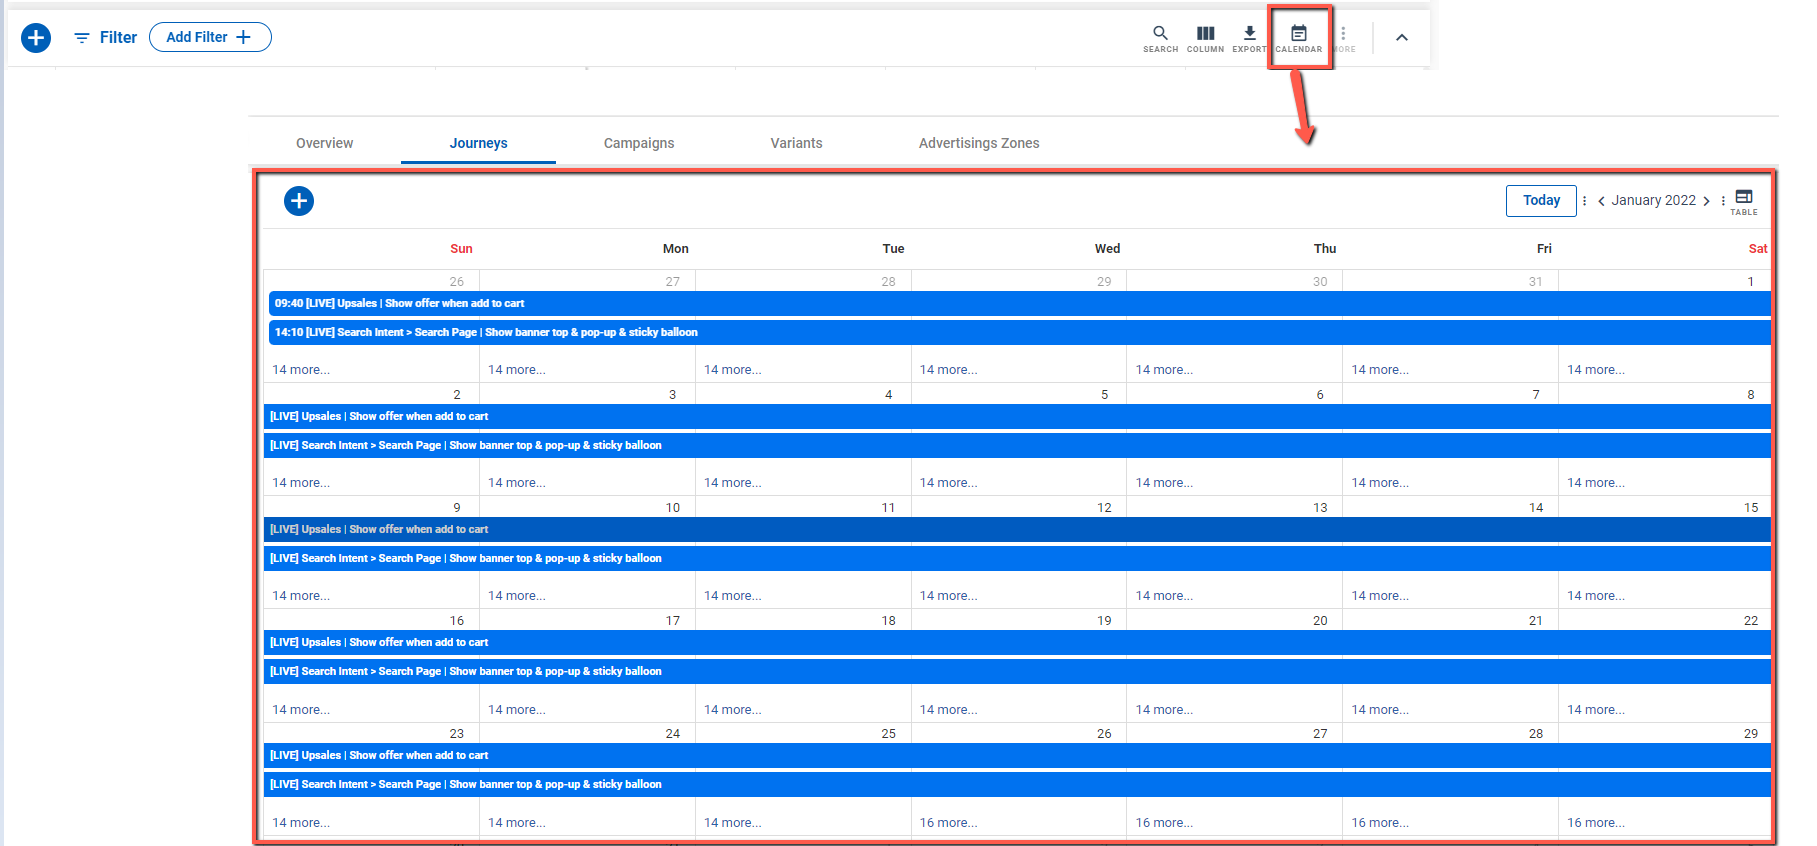 Filter
Add Filter
SEARCH COLUMN EXPORT CALENDAR MORE
Overview Journeys Campaigns Variants Advertisings Zones
Today January 2022 TABLE
Sun Mon Tue Wed Thu Fri Sat
26 27 28 29 30 31 1
09:40 [LIVE] Upsales | Show offer when add to cart
14:10 [LIVE] Search Intent > Search Page | Show banner top & pop-up & sticky balloon
14 more... 14 more... 14 more... 14 more... 14 more... 14 more... 14 more...
2 3 4 5 6 7 8
[LIVE] Upsales | Show offer when add to cart
[LIVE] Search Intent > Search Page | Show banner top & pop-up & sticky balloon
14 more... 14 more... 14 more... 14 more... 14 more... 14 more... 14 more...
9 10 11 12 13 14 15
[LIVE] Upsales | Show offer when add to cart
[LIVE] Search Intent > Search Page | Show banner top & pop-up & sticky balloon
14 more... 14 more... 14 more... 14 more... 14 more... 14 more... 14 more...
16 17 18 19 20 21 22
[LIVE] Upsales | Show offer when add to cart
[LIVE] Search Intent > Search Page | Show banner top & pop-up & sticky balloon
14 more... 14 more... 14 more... 14 more... 14 more... 14 more... 14 more...
23 24 25 26 27 28 29
[LIVE] Upsales | Show offer when add to cart
[LIVE] Search Intent > Search Page | Show banner top & pop-up & sticky balloon
14 more... 14 more... 14 more... 16 more... 16 more... 16 more... 16 more...